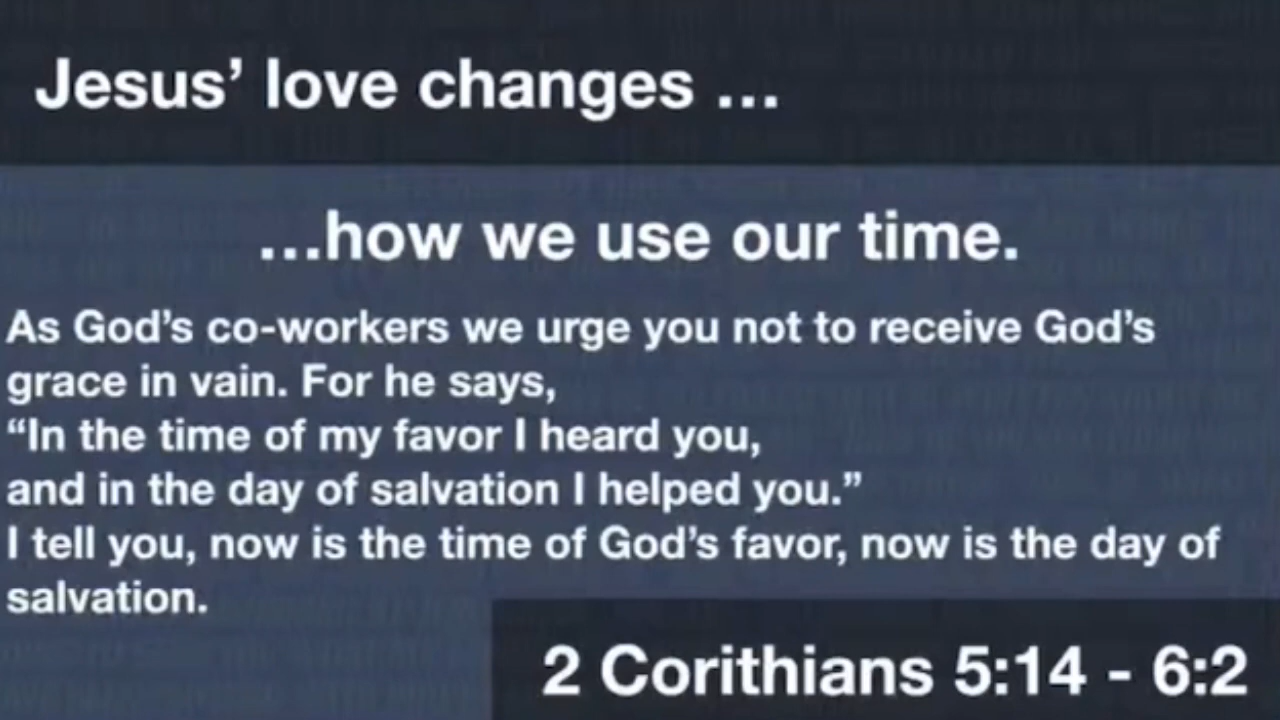 Jesus’ love changes ...
...how we use our time.
As God’s co-workers we urge you not to receive God’s
grace in vain. For he says,
“In the time of my favor I heard you,
and in the day of salvation I helped you.”
I tell you, now is the time of God’s favor, now is the day of
salvation.
2 Corithians 5:14 - 6:2